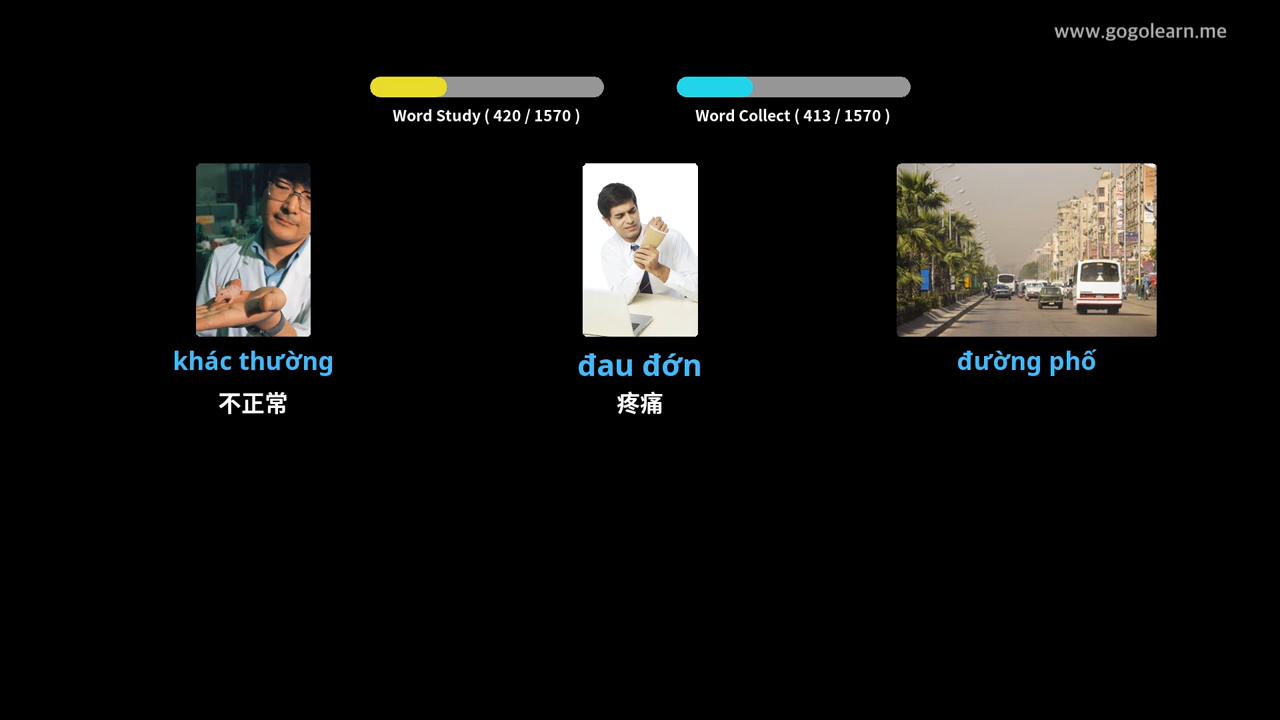 www.gogolearn.me
Word Study ( 420 / 1570 )
Word Collect ( 413 / 1570 )
khác thường
不正常
đau đớn
疼痛
đường phố